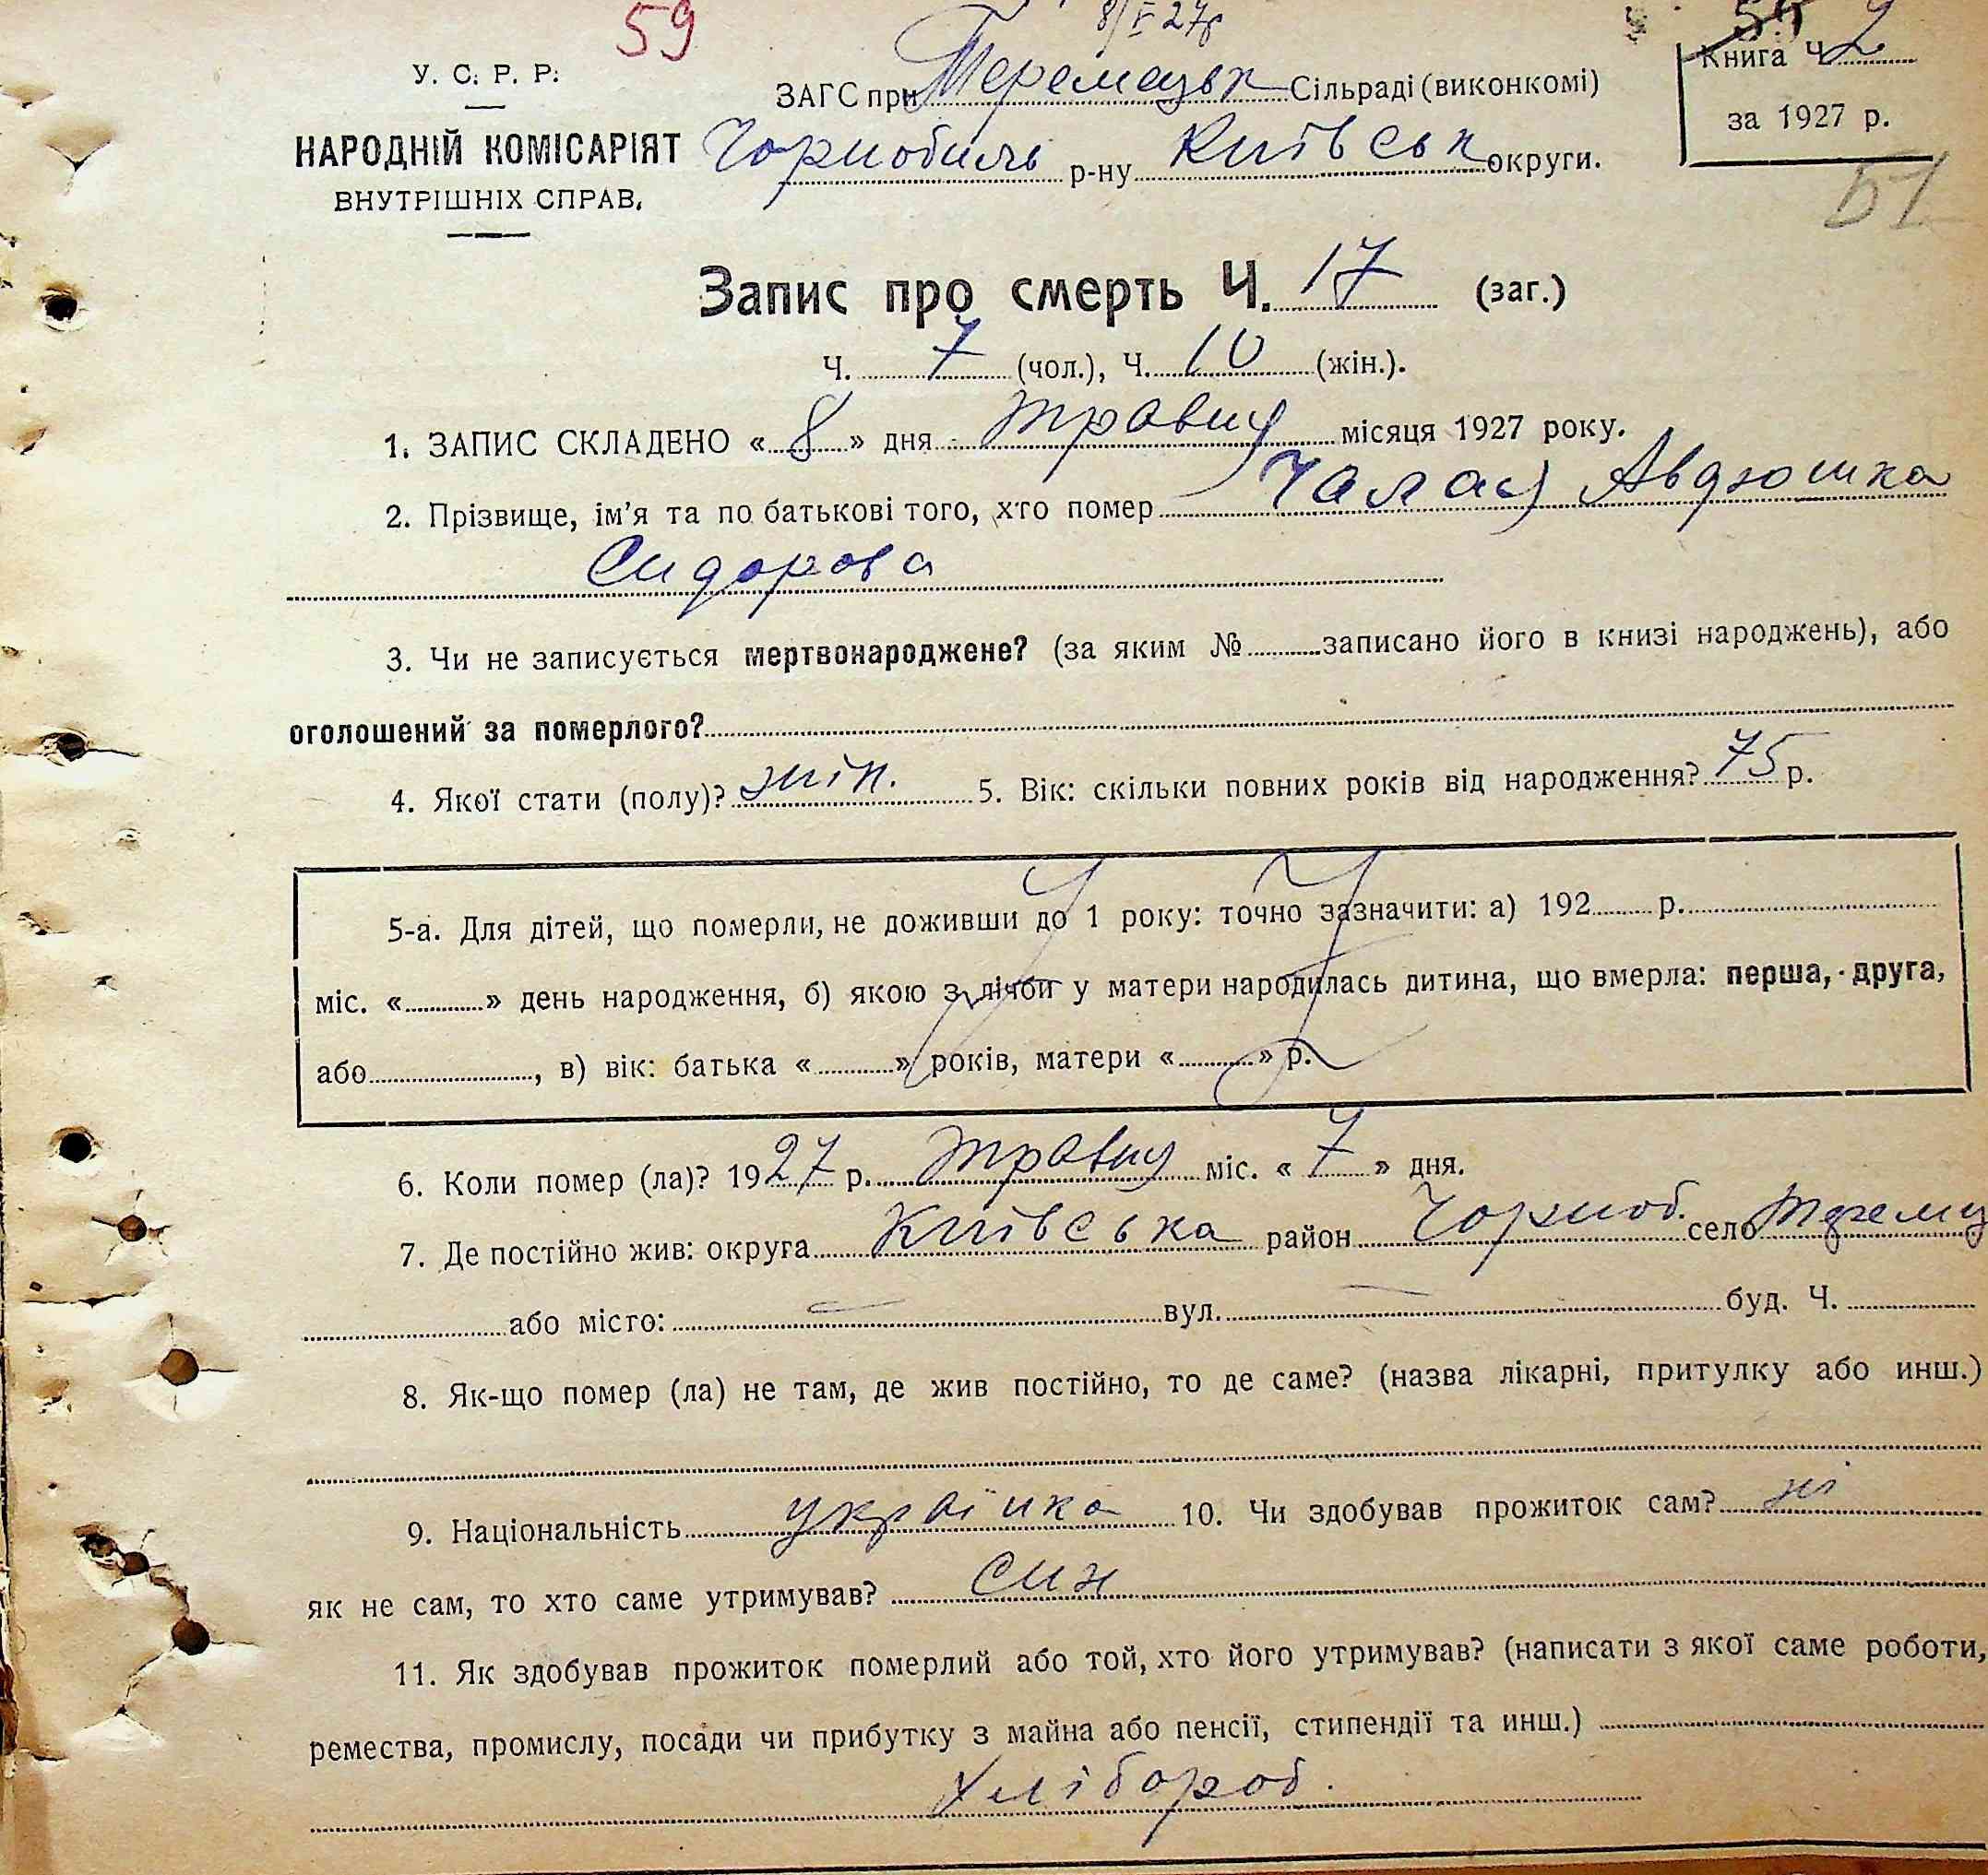 59
8/V 27р
У. С. Р. Р.
ЗАГС при Теремецьк Сільраді (виконкомі)
Книга Ч. 2
за 1927 р.
НАРОДНІЙ КОМІСАРІЯТ
Чорнобиль р-ну Київськ округи.
ВНУТРІШНІХ СПРАВ.
Запис про смерть Ч. 17 (заг.)
Ч. 7 (чол.), Ч. 10 (жін.).
1. ЗАПИС СКЛАДЕНО « 8 » дня травня місяця 1927 року.
2. Прізвище, ім'я та по батькові того, хто помер Чалая Авдюшка
Сидорова
3. Чи не записується мертвонароджене? (за яким № записано його в книзі народжень), або
оголошений за померлого?
4. Якої стати (полу)? жін. 5. Вік: скільки повних років від народження? 75 р.
5-а. Для дітей, що померли, не доживши до 1 року: точно зазначити: а) 192 р.
міс. « » день народження, б) якою з лічби у матери народилась дитина, що вмерла: перша, друга,
або , в) вік: батька « » років, матери « » р.
6. Коли помер (ла)? 1927 р. травня міс. « 7 » дня.
7. Де постійно жив: округа Київська район Чорноб. село
або місто: — вул. — буд. Ч.
8. Як-що помер (ла) не там, де жив постійно, то де саме? (назва лікарні, притулку або инш.)
9. Національність українка 10. Чи здобував прожиток сам? ні
як не сам, то хто саме утримував? син
11. Як здобував прожиток померлий або той, хто його утримував? (написати з якої саме роботи,
ремества, промислу, посади чи прибутку з майна або пенсії, стипендії та инш.)
Хлібороб.